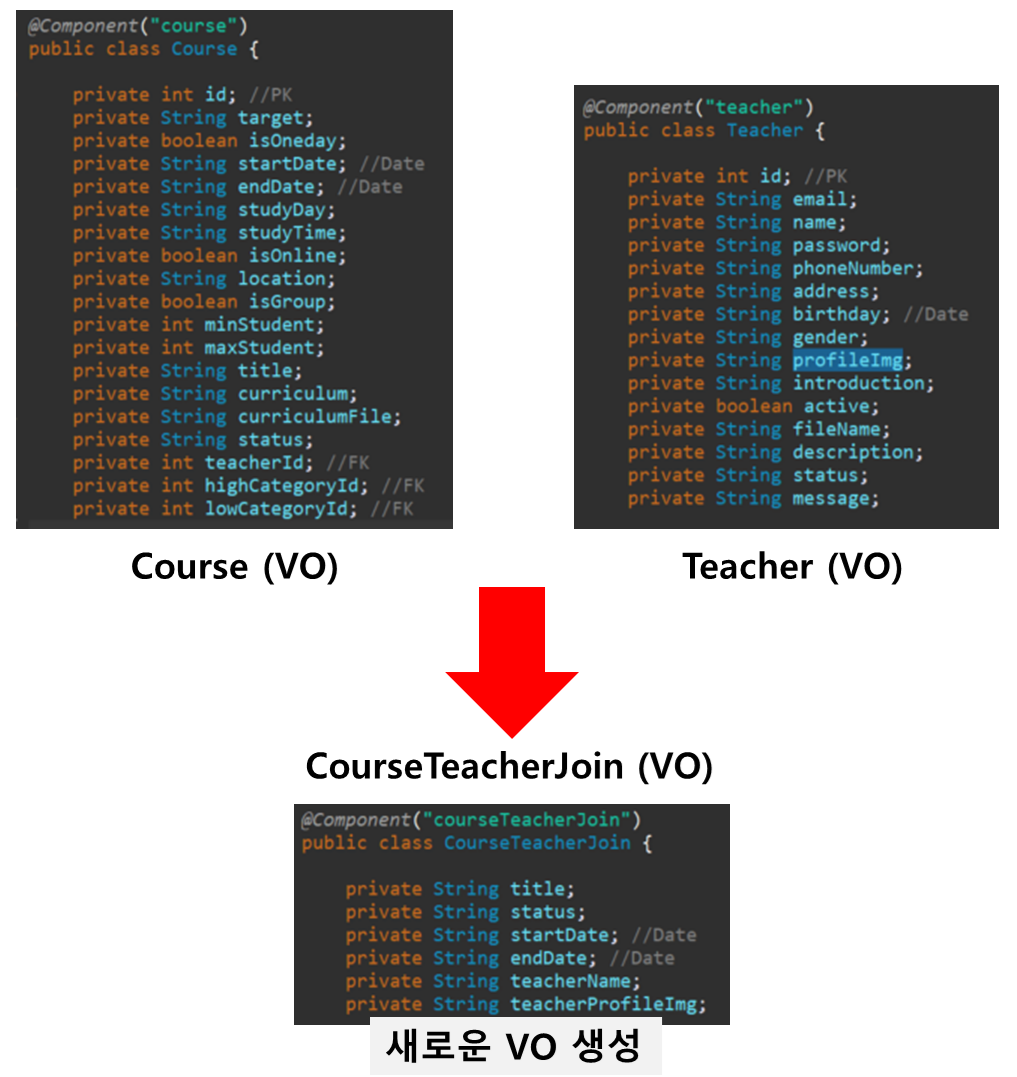 @Component("course")
public class Course {
private int id; //PK
private String target;
private boolean isOneday;
private String startDate; //Date
private String endDate; //Date
private String studyDay;
private String studyTime;
private boolean isOnline;
private String location;
private boolean isGroup;
private int minStudent;
private int maxStudent;
private String title;
private String curriculum;
private String curriculumFile;
private String status;
private int teacherId; //FK
private int highCategoryId; //FK
private int lowCategoryId; //FK
Course (VO)
@Component("teacher")
public class Teacher {
private int id; //PK
private String email;
private String name;
private String password;
private String phoneNumber;
private String address;
private String birthday; //Date
private String gender;
private String profileImg;
private String introduction;
private boolean active;
private String fileName;
private String description;
private String status;
private String message;
Teacher (VO)
CourseTeacherJoin (VO)
@Component("courseTeacherJoin")
public class CourseTeacherJoin {
private String title;
private String status;
private String startDate; //Date
private String endDate; //Date
private String teacherName;
private String teacherProfileImg;
새로운 VO 생성